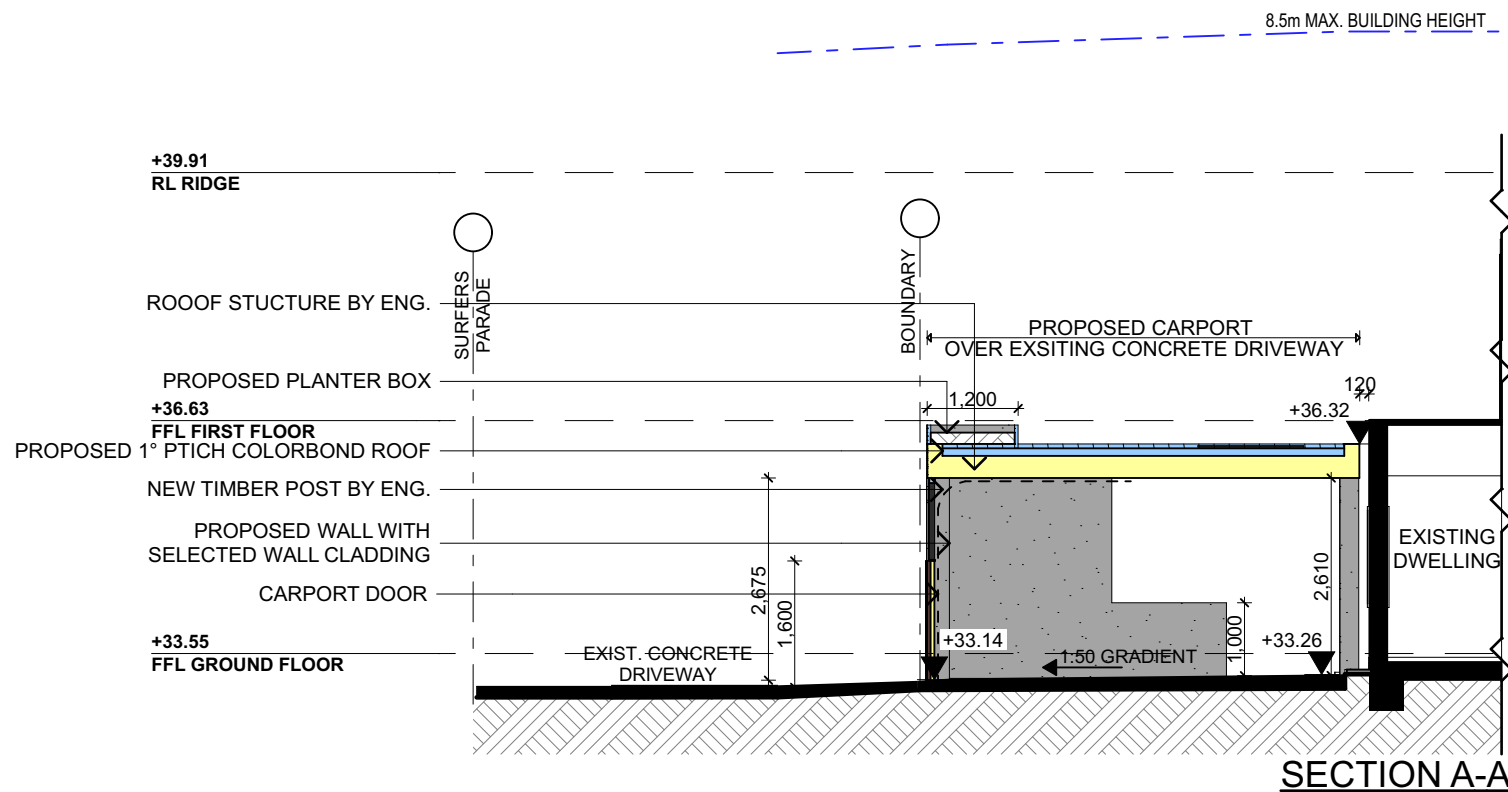 8.5m MAX. BUILDING HEIGHT
+39.91
RL RIDGE
SURFERS
PARADE
BOUNDARY
ROOOF STUCTURE BY ENG.
PROPOSED CARPORT
OVER EXSITING CONCRETE DRIVEWAY
PROPOSED PLANTER BOX
1,200
120
+36.63
FFL FIRST FLOOR
+36.32
PROPOSED 1° PTICH COLORBOND ROOF
NEW TIMBER POST BY ENG.
PROPOSED WALL WITH
SELECTED WALL CLADDING
EXISTING
DWELLING
CARPORT DOOR
2,675
1,600
2,610
1,000
+33.55
FFL GROUND FLOOR
EXIST. CONCRETE
DRIVEWAY
+33.14
1:50 GRADIENT
+33.26
SECTION A-A